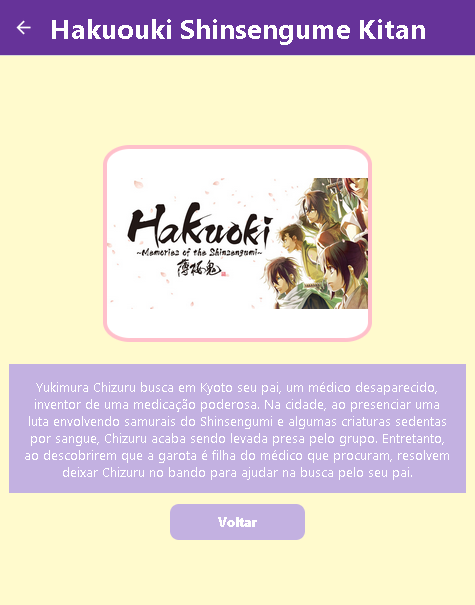 Hakuouki Shinsengume Kitan
Hakuoki
~Memories of the Shinsengumi~
薄桜鬼
Yukimura Chizuru busca em Kyoto seu pai, um médico desaparecido,
inventor de uma medicação poderosa. Na cidade, ao presenciar uma
luta envolvendo samurais do Shinsengumi e algumas criaturas sedentas
por sangue, Chizuru acaba sendo levada presa pelo grupo. Entretanto,
ao descobrirem que a garota é filha do médico que procuram, resolvem
deixar Chizuru no bando para ajudar na busca pelo seu pai.
Voltar